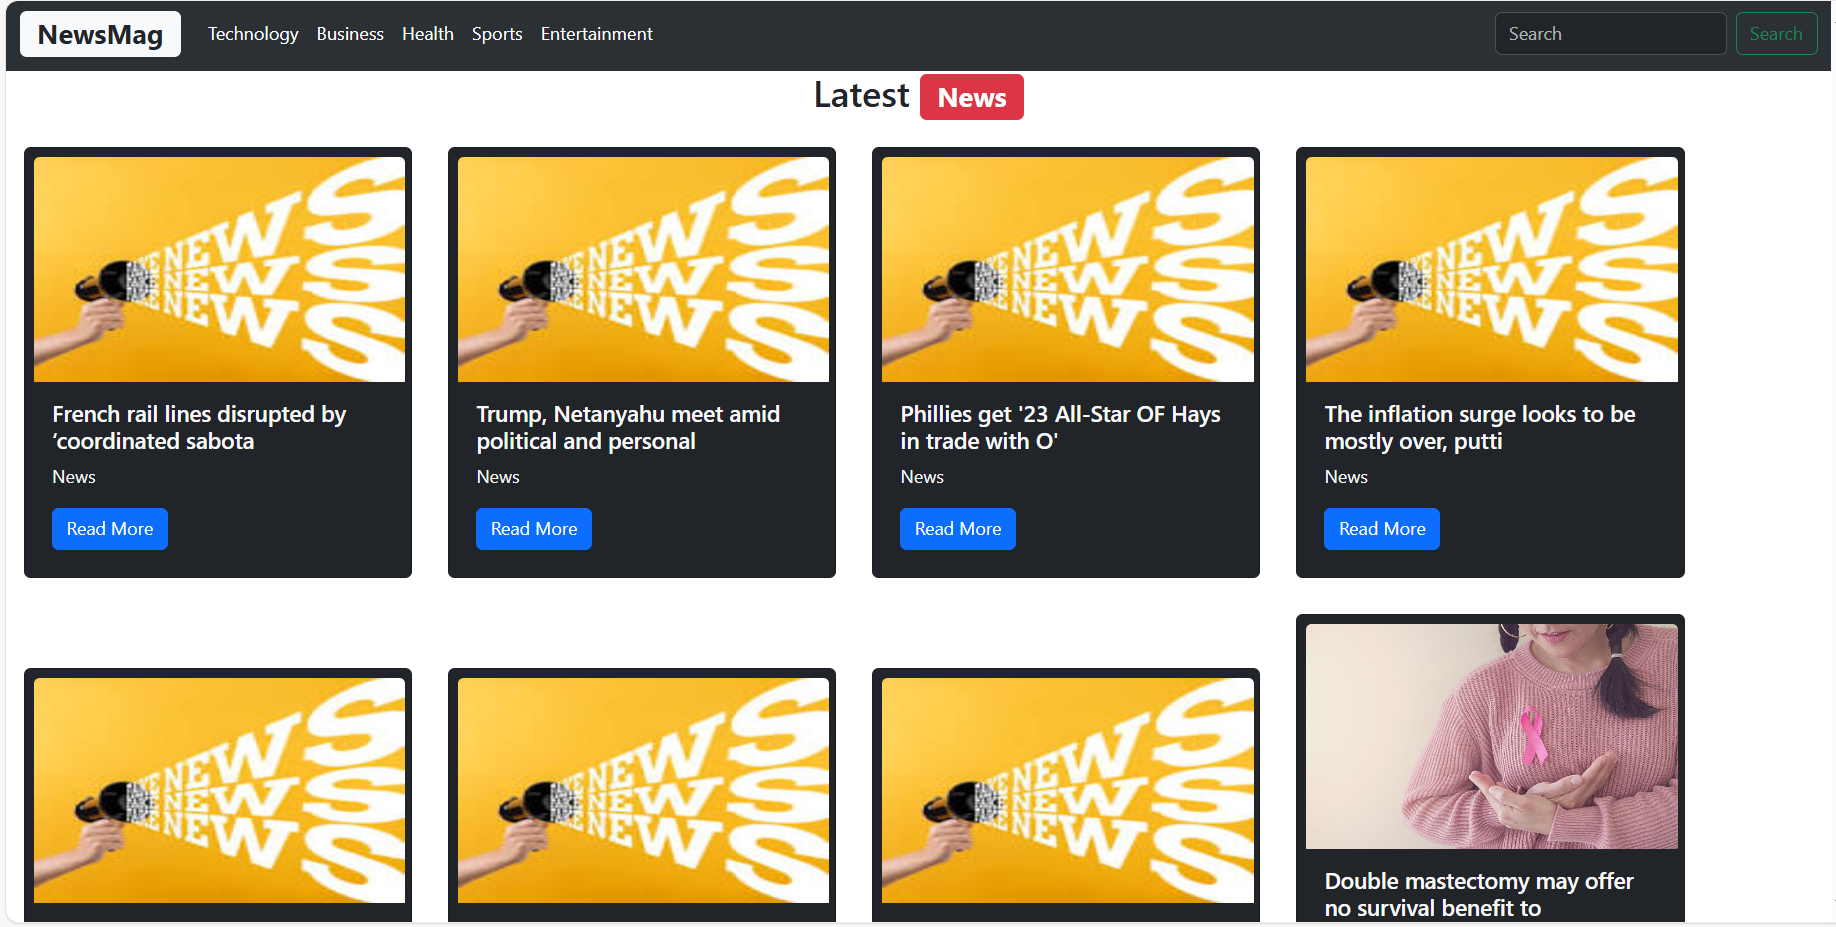 NewsMag Technology Business Health Sports Entertainment Search Search
Latest News
NEWS
NEWS
NEWS
NEWS
NEWS
NEWS
NEWS
NEWS
NEWS
NEWS
NEWS
NEWS
French rail lines disrupted by
‘coordinated sabota
News
Read More
Trump, Netanyahu meet amid
political and personal
News
Read More
Phillies get '23 All-Star OF Hays
in trade with O'
News
Read More
The inflation surge looks to be
mostly over, putti
News
Read More
NEWS
NEWS
NEWS
NEWS
NEWS
NEWS
NEWS
NEWS
NEWS
Double mastectomy may offer
no survival benefit to